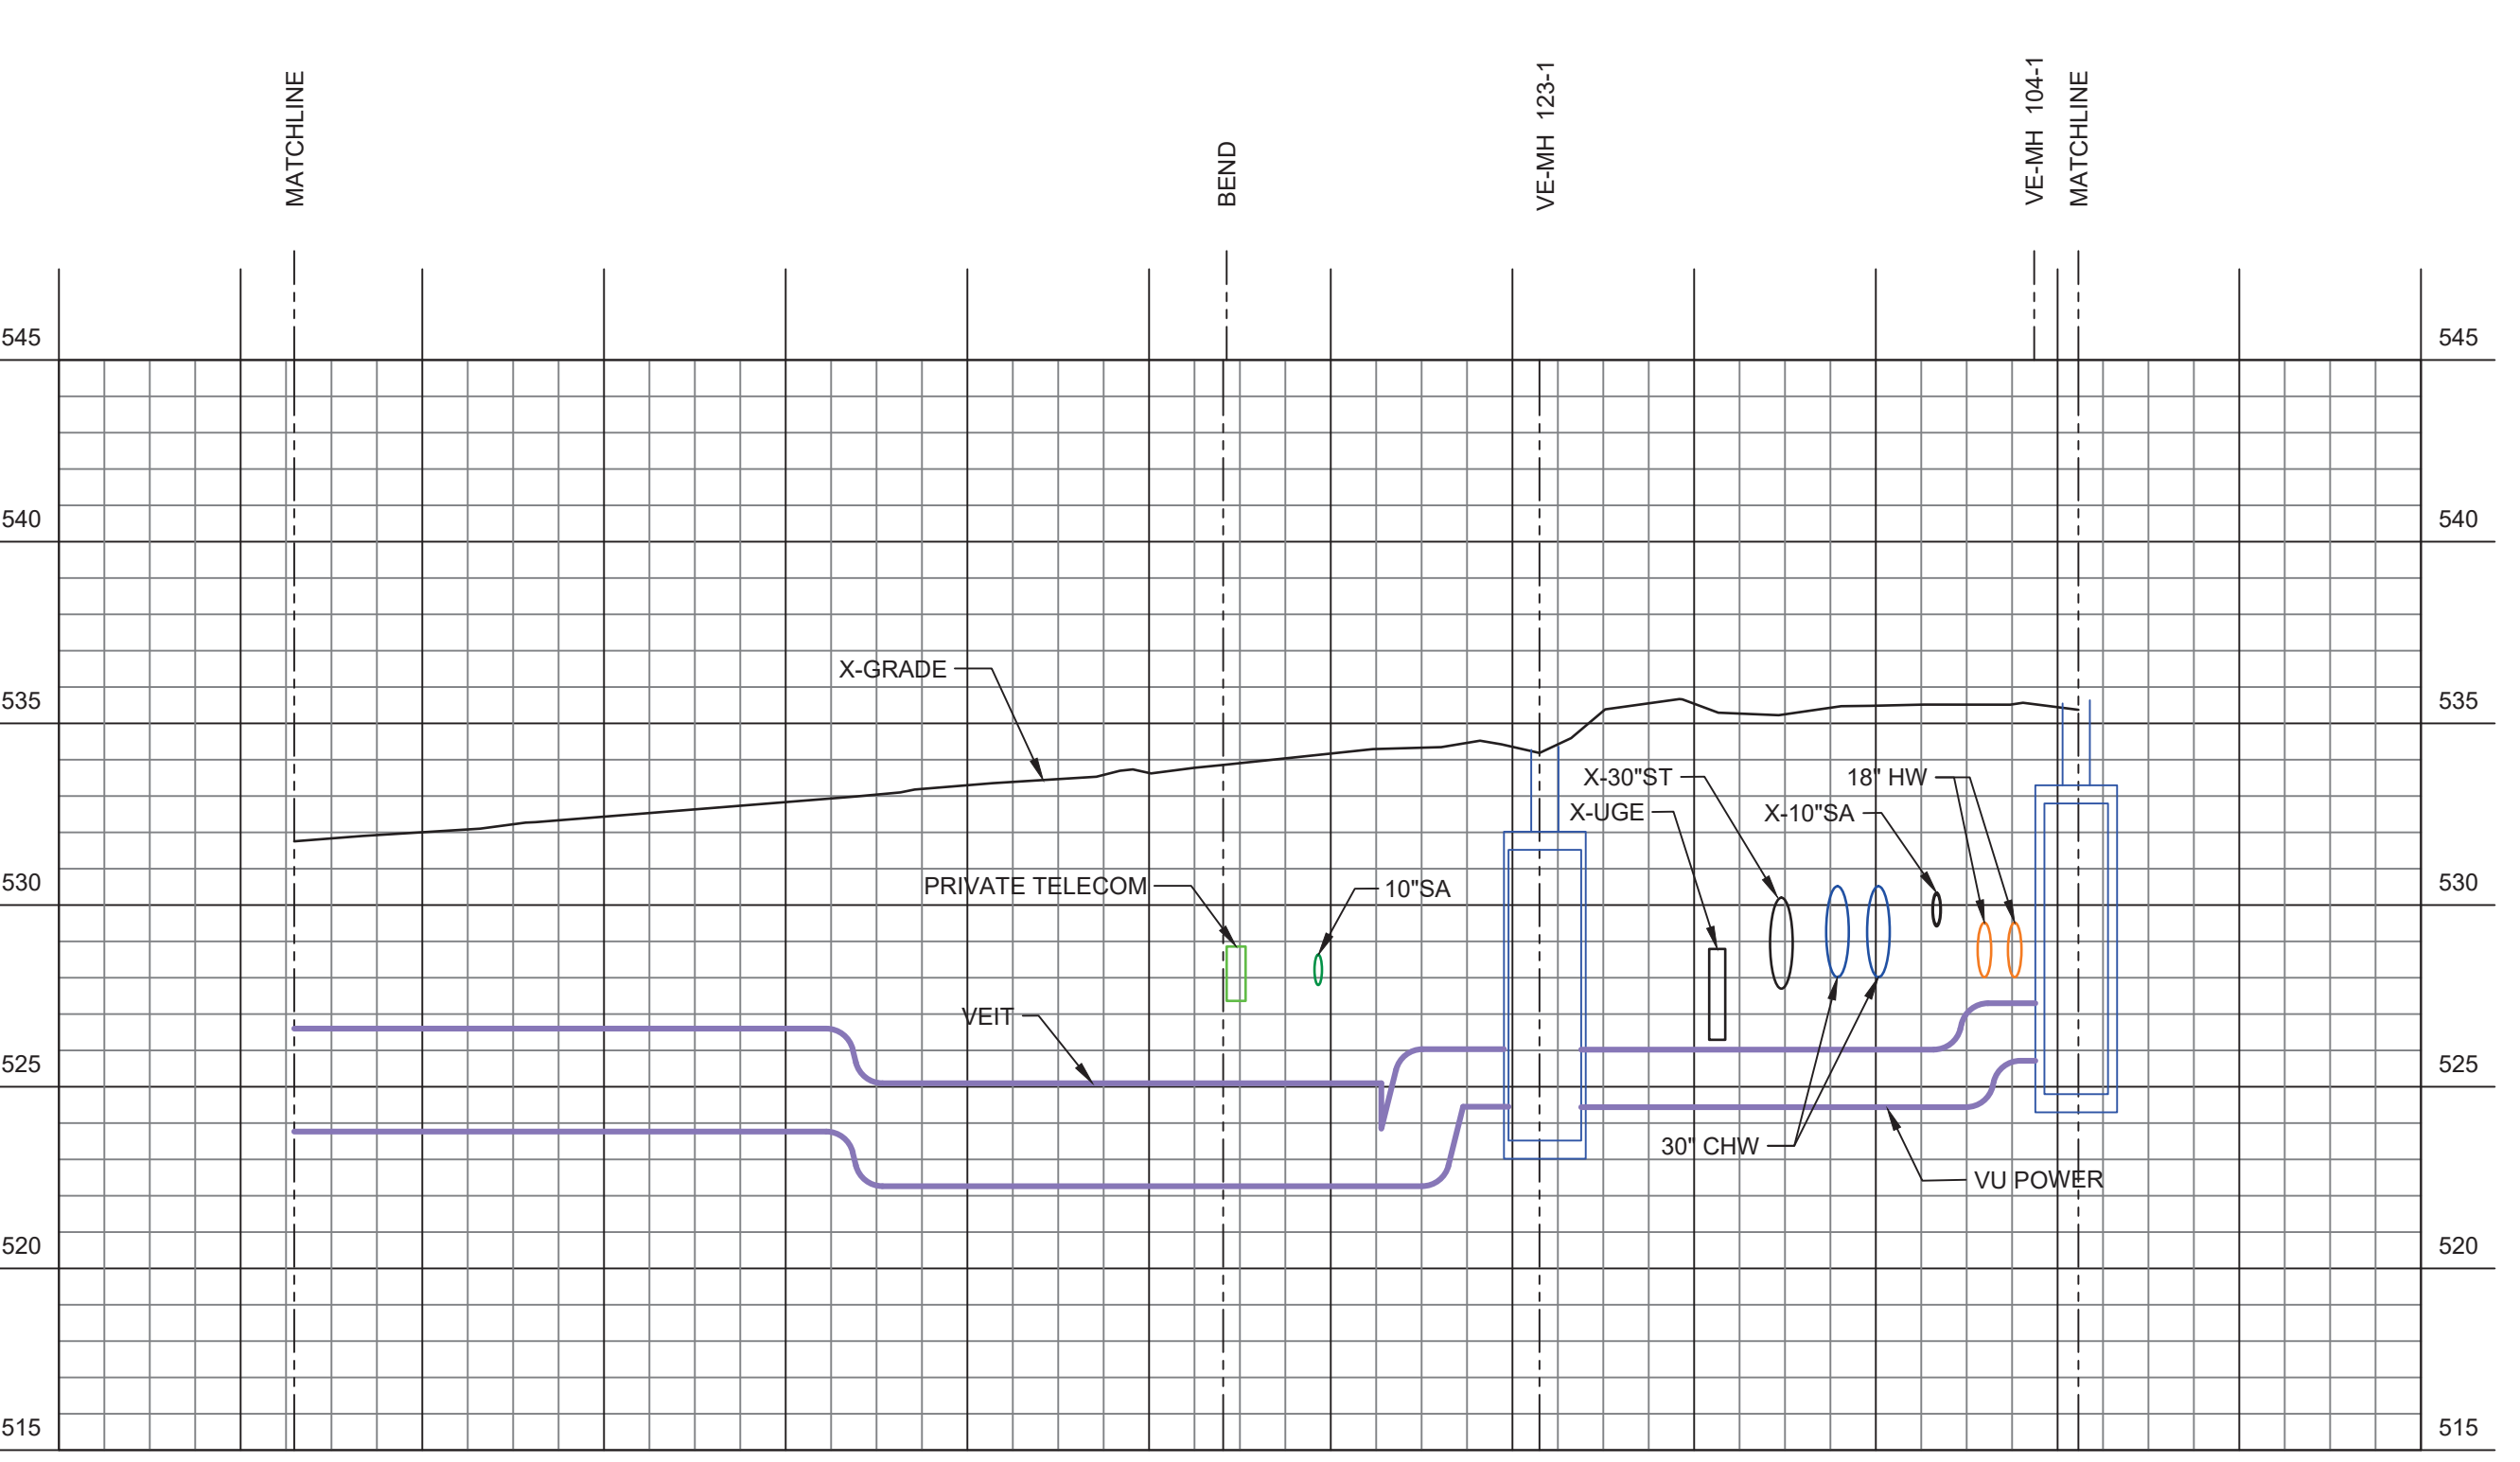 MATCHLINE
BEND
VE-MH 123-1
VE-MH 104-1
MATCHLINE
545
545
540
540
X-GRADE
535
535
X-30"ST
18" HW
X-UGE
X-10"SA
530
530
PRIVATE TELECOM
10"SA
VEIT
525
525
30" CHW
VU POWER
520
520
515
515